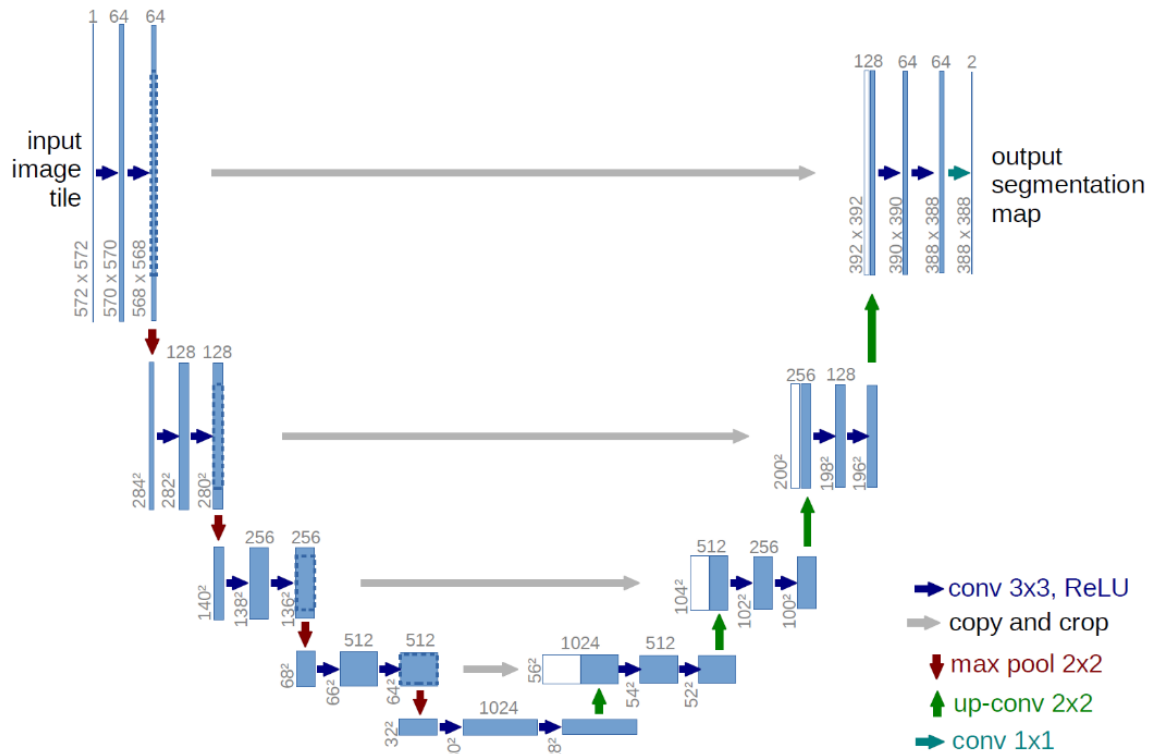 1 64 64
128 64 64 2
input
image
tile
output
segmentation
map
572 x 572
570 x 570
568 x 568
392 x 392
390 x 390
388 x 388
388 x 388
128 128
256 128
284²
282²
280²
200²
198²
196²
256 256
512 256
140²
138²
136²
104²
102²
100²
512 512
1024 512
68²
66²
64²
56²
54²
52²
1024
32²
0²
8²
conv 3x3, ReLU
copy and crop
max pool 2x2
up-conv 2x2
conv 1x1